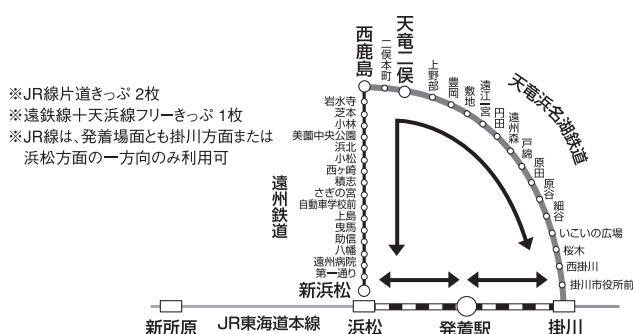 ※JR線片道きっぷ 2枚
※遠鉄線＋天浜線フリーきっぷ 1枚
※JR線は、発着場面とも掛川方面または
浜松方面の一方向のみ利用可
西鹿島
二俣本町
天竜二俣
上野部
豊岡
敷地
遠江一宮
円田
遠州森
戸綿
原田
原谷
細谷
いこいの広場
桜木
西掛川
掛川市役所前
天竜浜名湖鉄道
岩水寺
芝本
小林
美薗中央公園
浜北
小松
西ヶ崎
積志
さぎの宮
自動車学校前
上島
曳馬
助信
八幡
遠州病院
第一通り
新浜松
遠州鉄道
新所原
JR東海道本線
浜松
発着駅
掛川